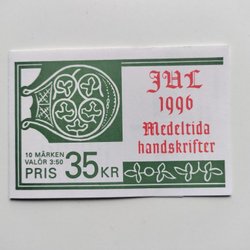 JUL
1996
Medeltida
handskrifter
10 MÄRKEN
VALÖR 3:50
PRIS 35 KR